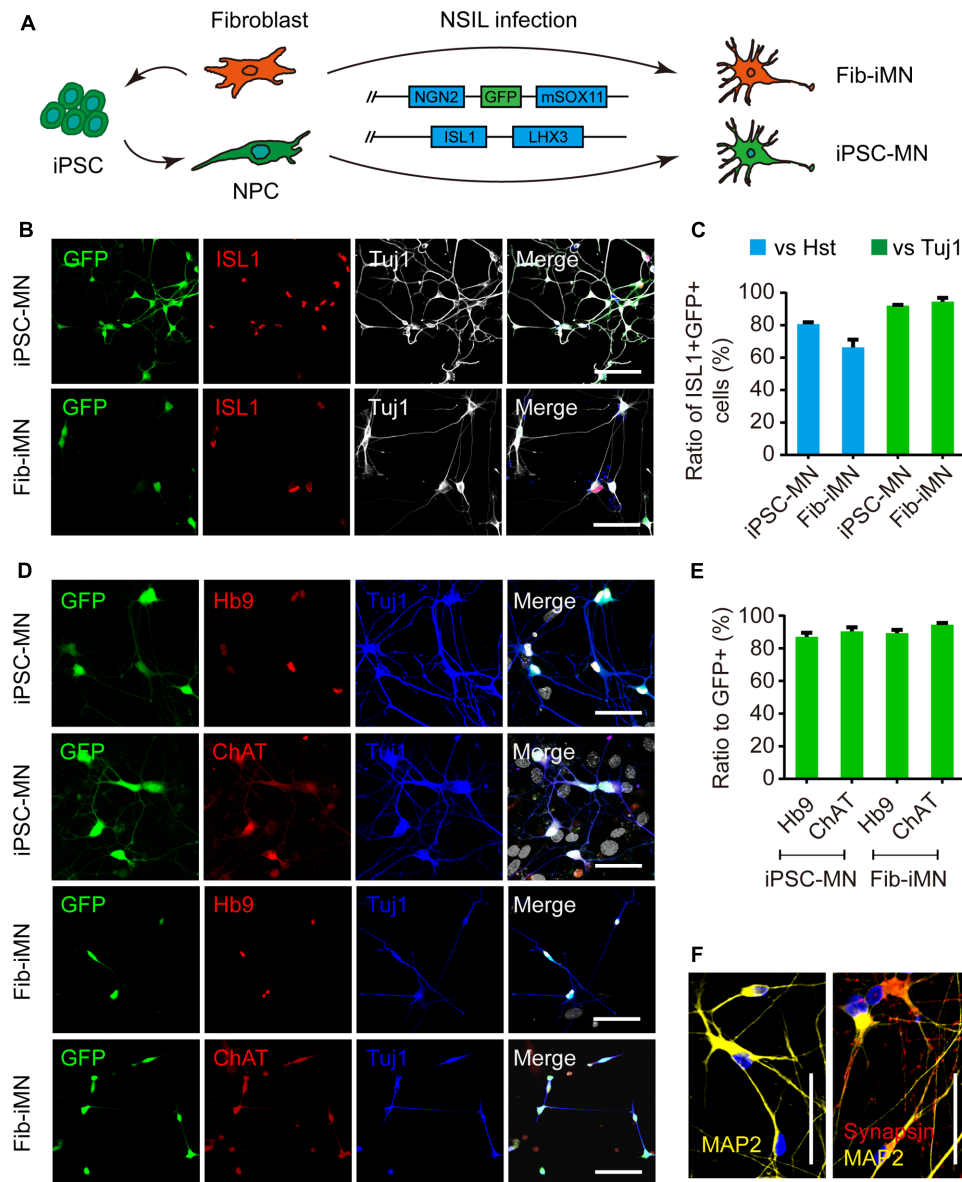 A
Fibroblast
NSIL infection
iPSC
NPC
NGN2
GFP
mSOX11
ISL1
LHX3
Fib-iMN
iPSC-MN
B
iPSC-MN
GFP
ISL1
Tuj1
Merge
Fib-iMN
GFP
ISL1
Tuj1
Merge
C
vs Hst
vs Tuj1
Ratio of ISL1+GFP+
cells (%)
100
80
60
40
20
0
iPSC-MN
Fib-iMN
iPSC-MN
Fib-iMN
D
iPSC-MN
GFP
Hb9
Tuj1
Merge
iPSC-MN
GFP
ChAT
Tuj1
Merge
Fib-iMN
GFP
Hb9
Tuj1
Merge
Fib-iMN
GFP
ChAT
Tuj1
Merge
E
Ratio to GFP+ (%)
100
80
60
40
20
0
Hb9
ChAT
Hb9
ChAT
iPSC-MN
Fib-iMN
F
MAP2
Synapsin
MAP2